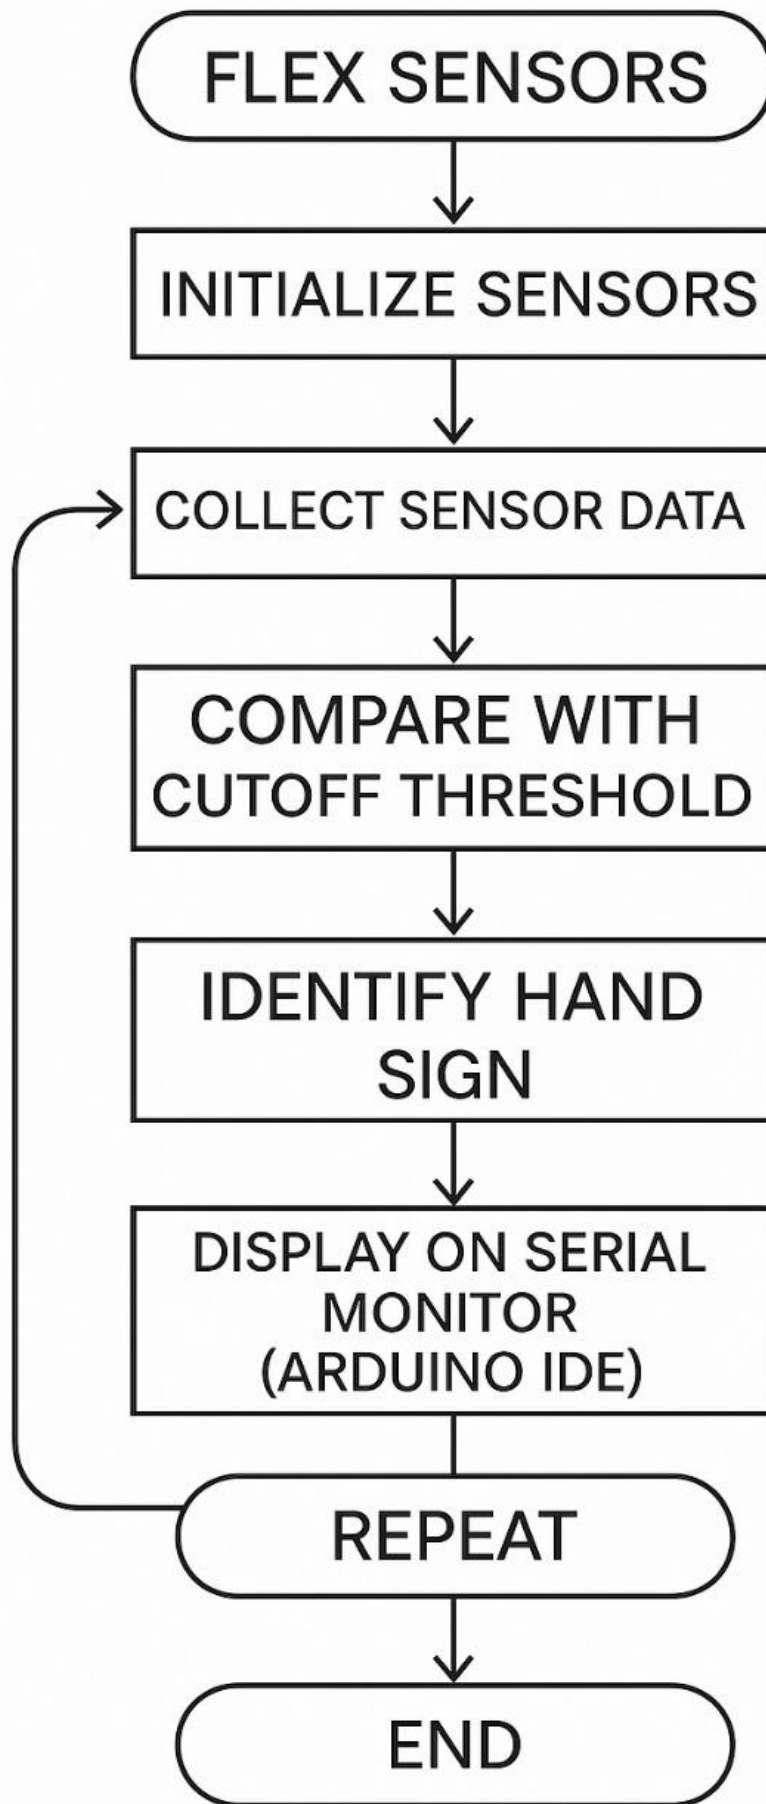 FLEX SENSORS
INITIALIZE SENSORS
COLLECT SENSOR DATA
COMPARE WITH
CUTOFF THRESHOLD
IDENTIFY HAND
SIGN
DISPLAY ON SERIAL
MONITOR
(ARDUINO IDE)
REPEAT
END